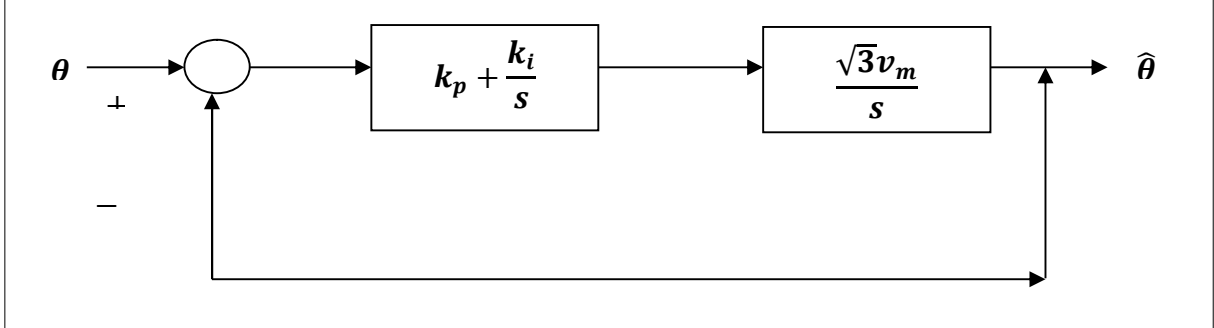 θ
+
−
k_p + k_i/s
√3v_m/s
θ̂